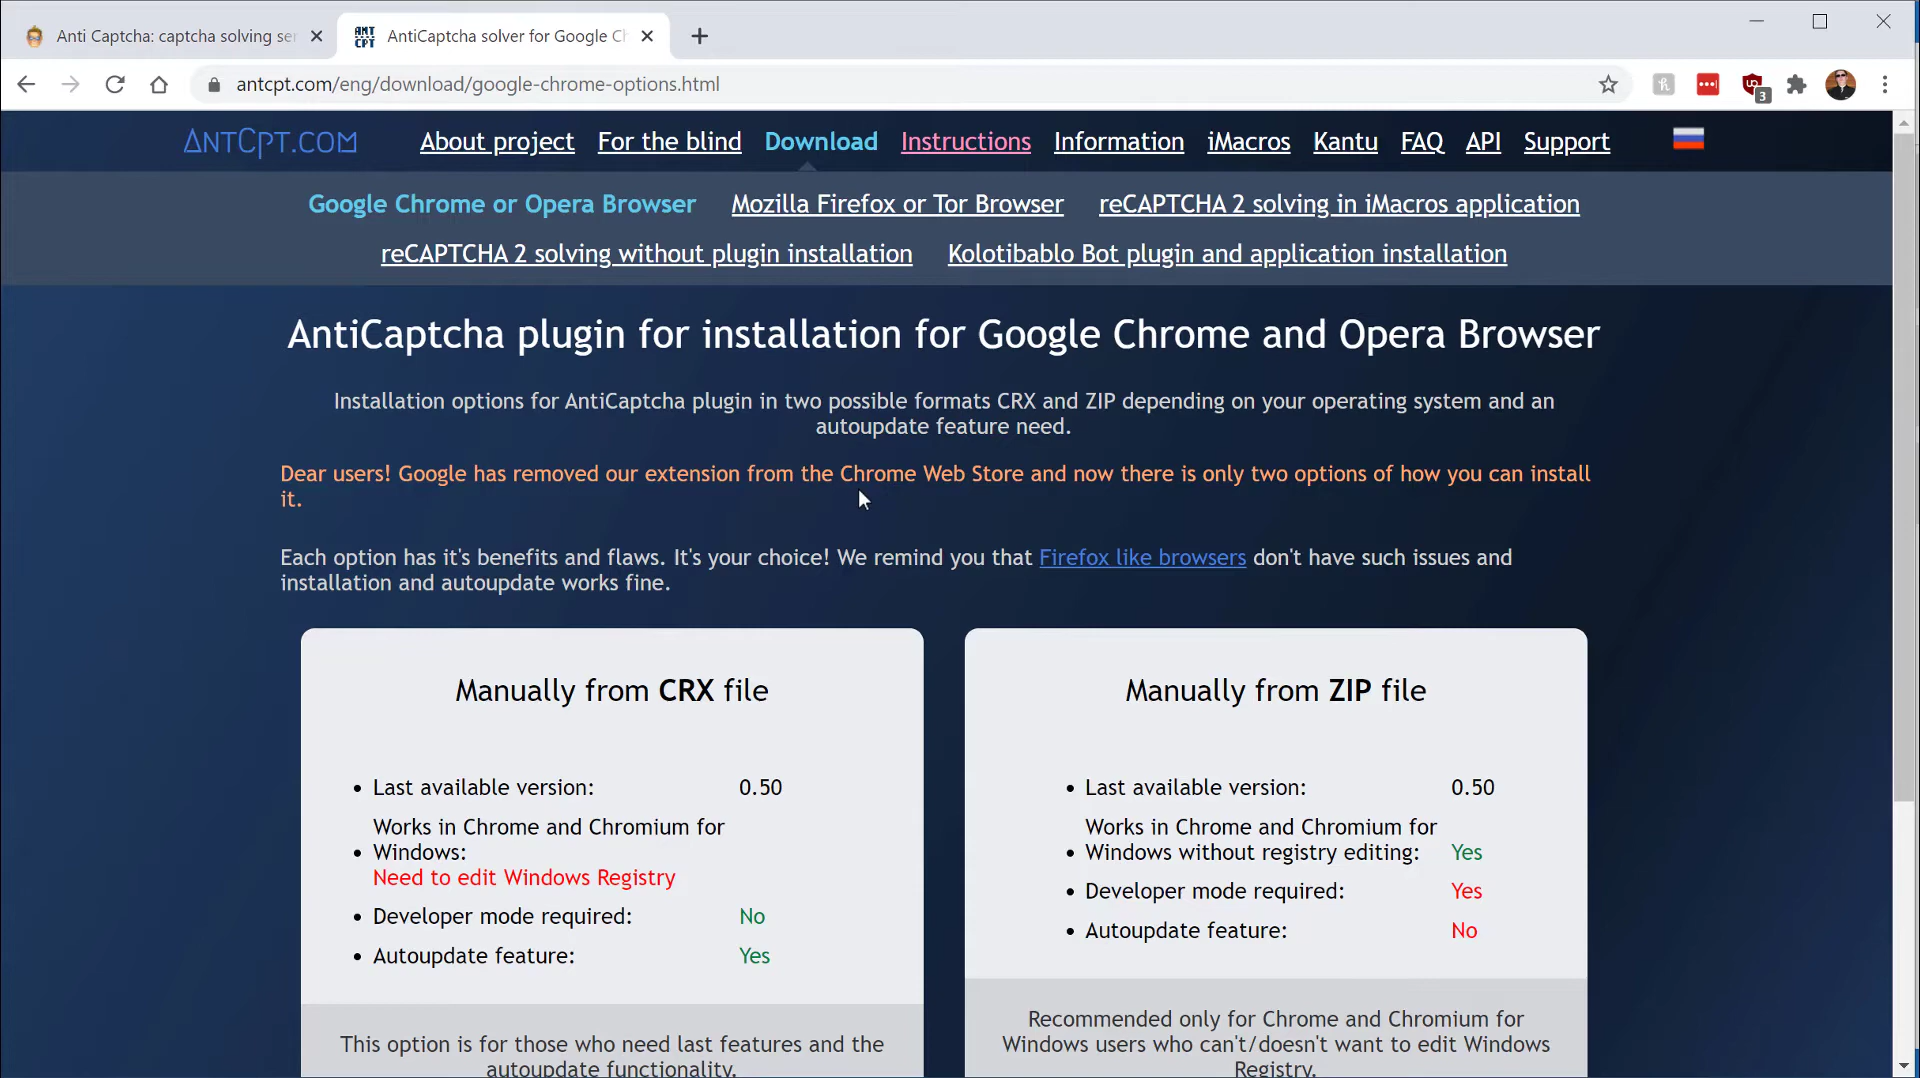 Anti Captcha: captcha solving ser
AntiCaptcha solver for Google Ch
antcpt.com/eng/download/google-chrome-options.html
3
ANTCPT.COM About project For the blind Download Instructions Information iMacros Kantu FAQ API Support
Google Chrome or Opera Browser Mozilla Firefox or Tor Browser reCAPTCHA 2 solving in iMacros application
reCAPTCHA 2 solving without plugin installation Kolotibablo Bot plugin and application installation
AntiCaptcha plugin for installation for Google Chrome and Opera Browser
Installation options for AntiCaptcha plugin in two possible formats CRX and ZIP depending on your operating system and an
autoupdate feature need.
Dear users! Google has removed our extension from the Chrome Web Store and now there is only two options of how you can install
it.
Each option has it's benefits and flaws. It's your choice! We remind you that Firefox like browsers don't have such issues and
installation and autoupdate works fine.
Manually from CRX file
Last available version: 0.50
Works in Chrome and Chromium for
Windows:
Need to edit Windows Registry
Developer mode required: No
Autoupdate feature: Yes
This option is for those who need last features and the
autoupdate functionality.
Manually from ZIP file
Last available version: 0.50
Works in Chrome and Chromium for
Windows without registry editing: Yes
Developer mode required: Yes
Autoupdate feature: No
Recommended only for Chrome and Chromium for
Windows users who can't/doesn't want to edit Windows
Registry.